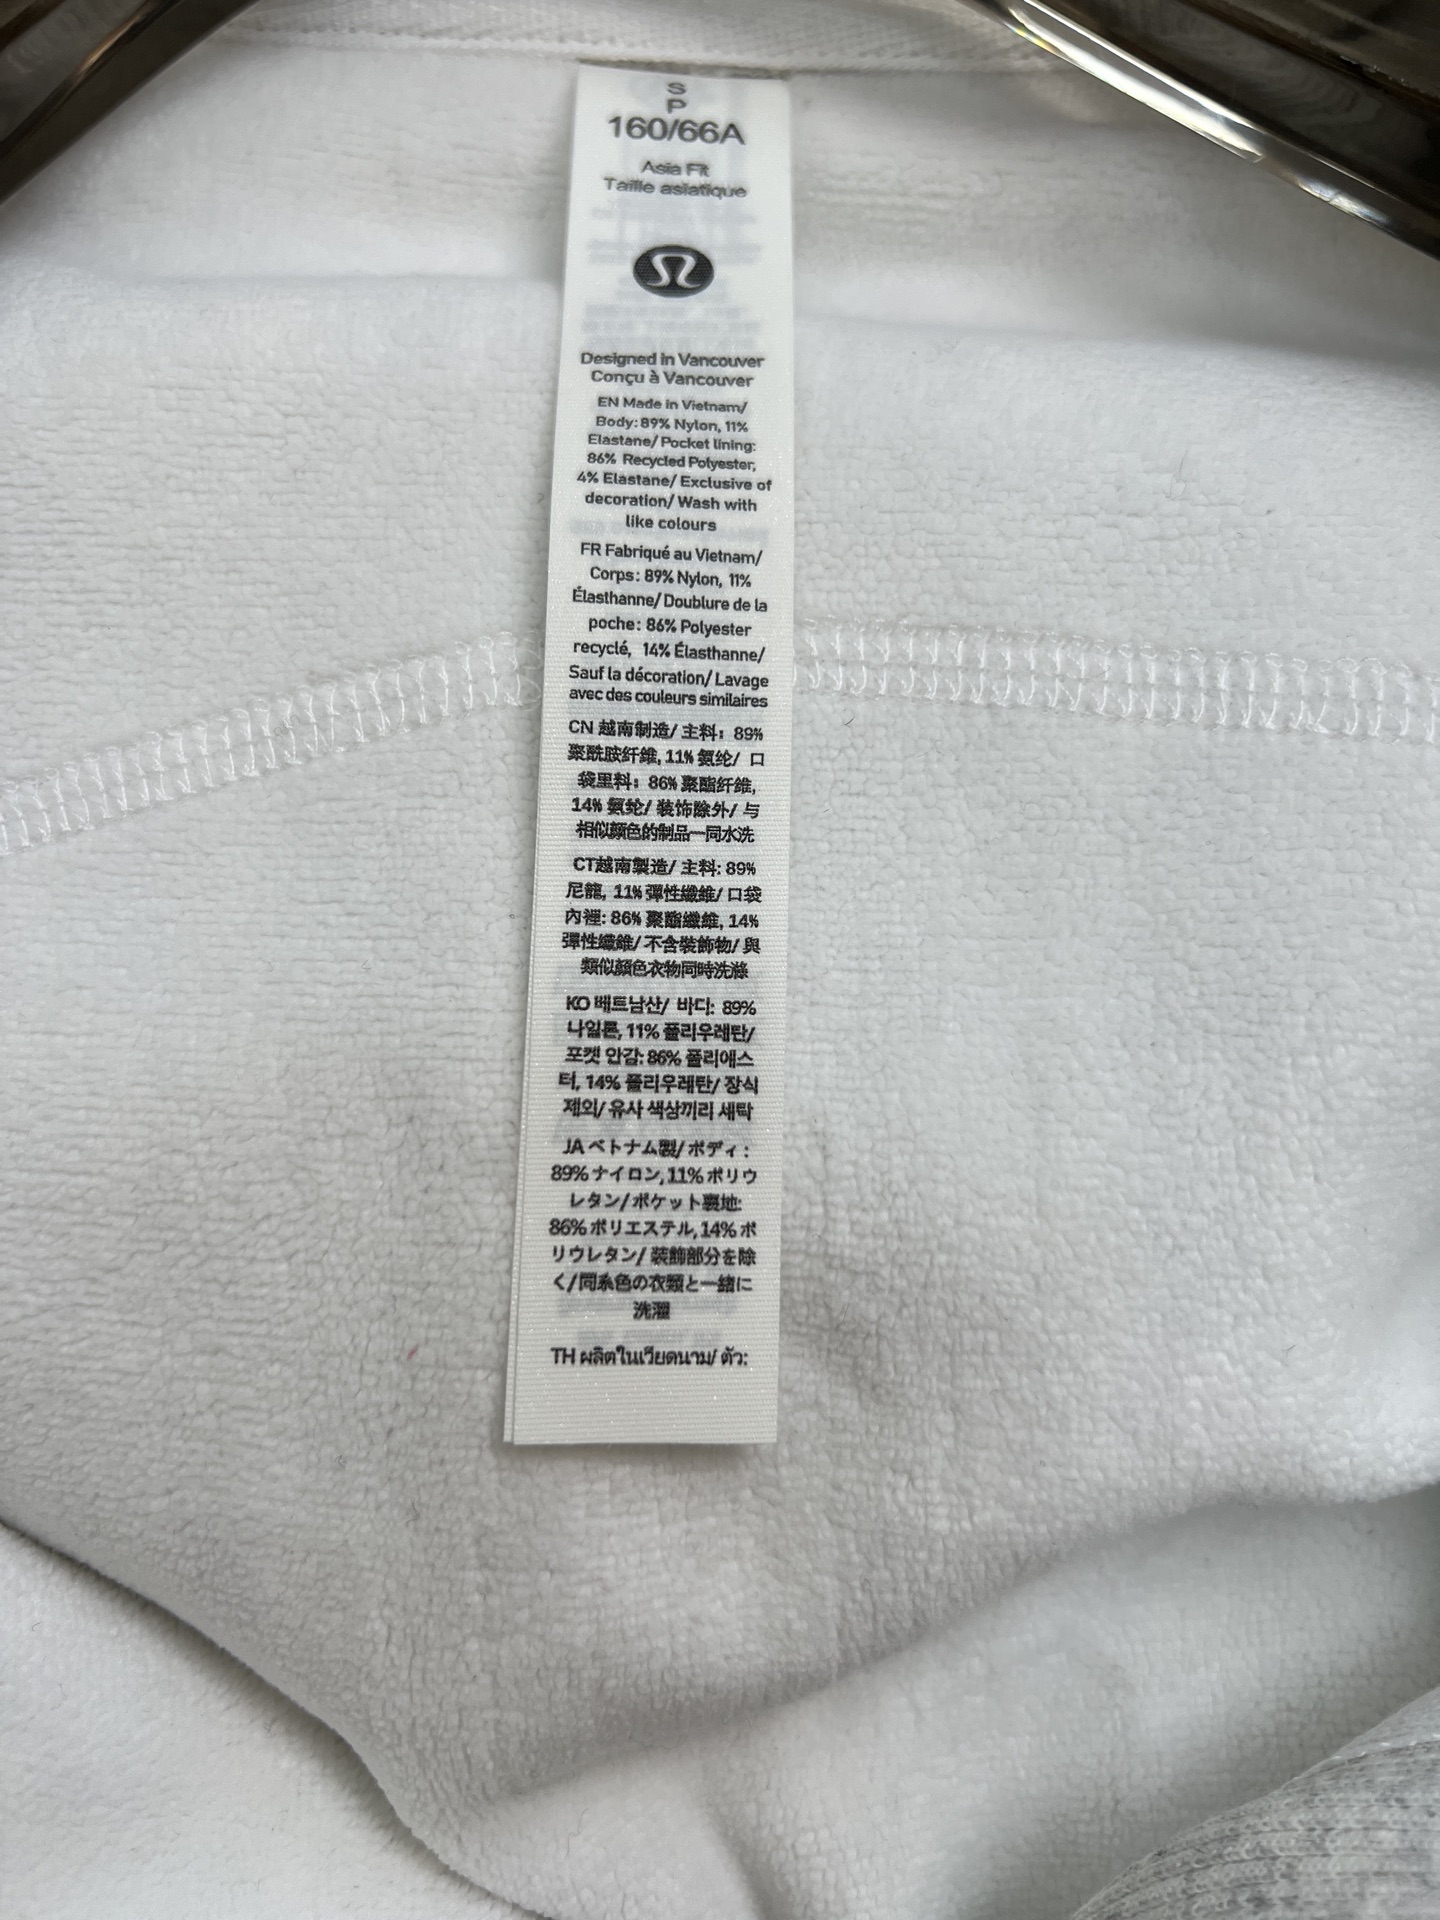 S
P
160/66A
Asia Fit
Taille asiatique
Designed in Vancouver
Conçu à Vancouver
EN Made in Vietnam/
Body: 89% Nylon, 11%
Elastane/ Pocket lining:
86% Recycled Polyester,
4% Elastane/ Exclusive of
decoration/ Wash with
like colours
FR Fabriqué au Vietnam/
Corps: 89% Nylon, 11%
Élasthanne/ Doublure de la
poche: 86% Polyester
recyclé, 14% Élasthanne/
Sauf la décoration/ Lavage
avec des couleurs similaires
CN 越南制造/ 主料: 89%
聚酰胺纤维, 11% 氨纶/ 口
袋里料: 86% 聚酯纤维,
14% 氨纶/ 装饰除外/ 与
相似颜色的制品一同水洗
CT越南製造/ 主料: 89%
尼龍, 11% 彈性纖維/ 口袋
內裡: 86% 聚酯纖維, 14%
彈性纖維/ 不含裝飾物/ 與
類似顏色衣物同時洗滌
KO 베트남산/ 바디: 89%
나일론, 11% 폴리우레탄/
포켓 안감: 86% 폴리에스
터, 14% 폴리우레탄/ 장식
제외/ 유사 색상끼리 세탁
JA ベトナム製/ ボディ:
89% ナイロン, 11% ポリウ
レタン/ ポケット裏地:
86% ポリエステル, 14% ポ
リウレタン/ 装飾部分を除
く/ 同系色の衣類と一緒に
洗濯
TH ผลิตในเวียดนาม/ ตัว: